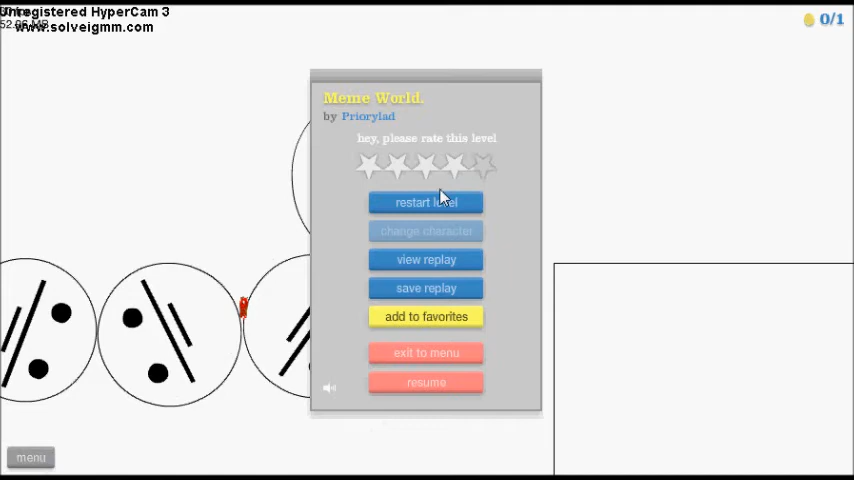 Unregistered HyperCam 3
www.solveigmm.com
0/1
Meme World.
by Priorylad
hey, please rate this level
restart level
change character
view replay
save replay
add to favorites
exit to menu
resume
menu